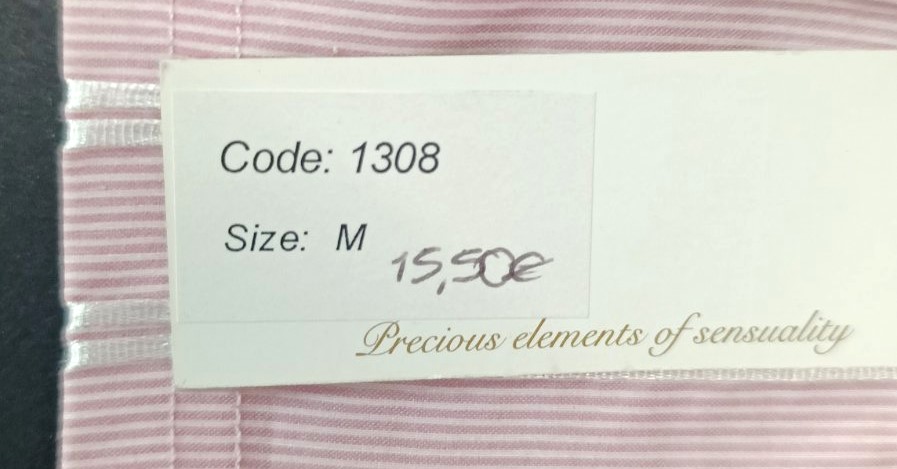 Code: 1308
Size: M
15,50€
Precious elements of sensuality